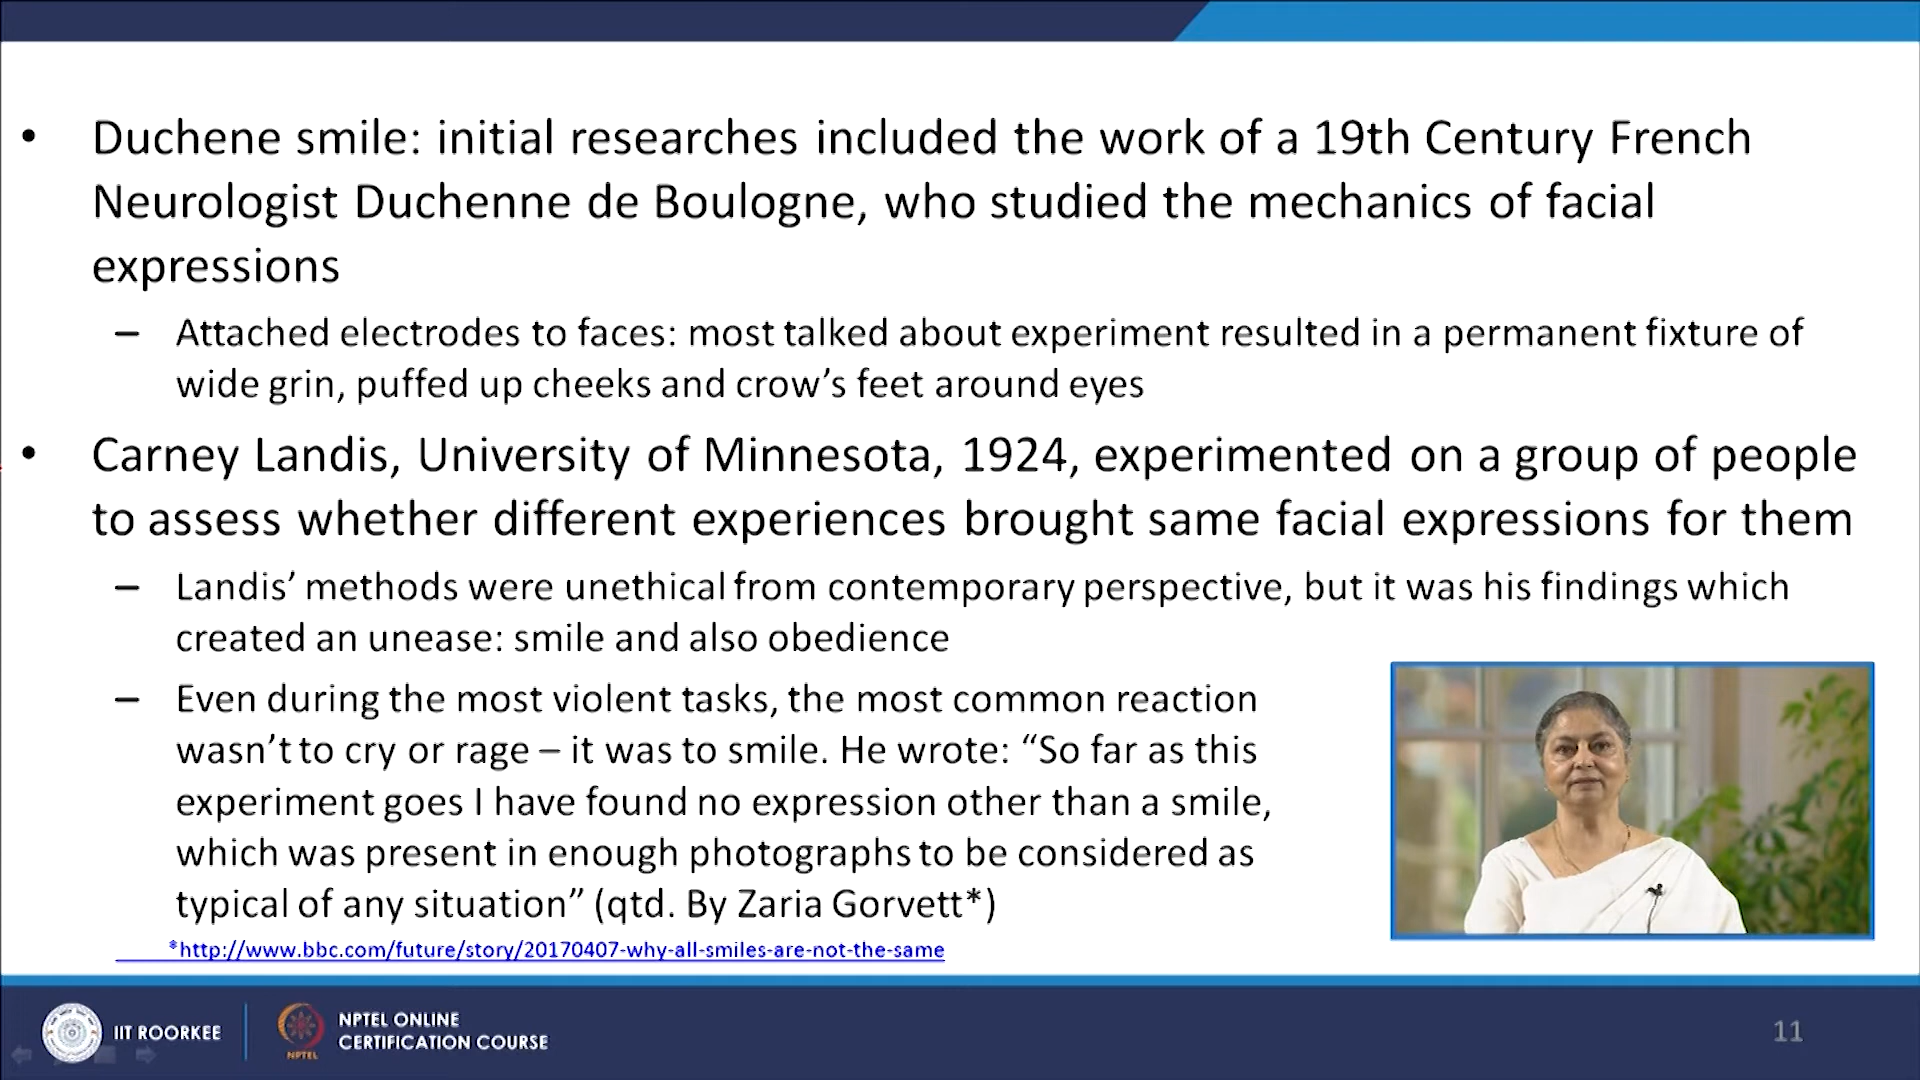 • Duchene smile: initial researches included the work of a 19th Century French
Neurologist Duchenne de Boulogne, who studied the mechanics of facial
expressions
– Attached electrodes to faces: most talked about experiment resulted in a permanent fixture of
wide grin, puffed up cheeks and crow’s feet around eyes
• Carney Landis, University of Minnesota, 1924, experimented on a group of people
to assess whether different experiences brought same facial expressions for them
– Landis’ methods were unethical from contemporary perspective, but it was his findings which
created an unease: smile and also obedience
– Even during the most violent tasks, the most common reaction
wasn’t to cry or rage – it was to smile. He wrote: “So far as this
experiment goes I have found no expression other than a smile,
which was present in enough photographs to be considered as
typical of any situation” (qtd. By Zaria Gorvett*)
*http://www.bbc.com/future/story/20170407-why-all-smiles-are-not-the-same
IIT ROORKEE
NPTEL
NPTEL ONLINE
CERTIFICATION COURSE
11